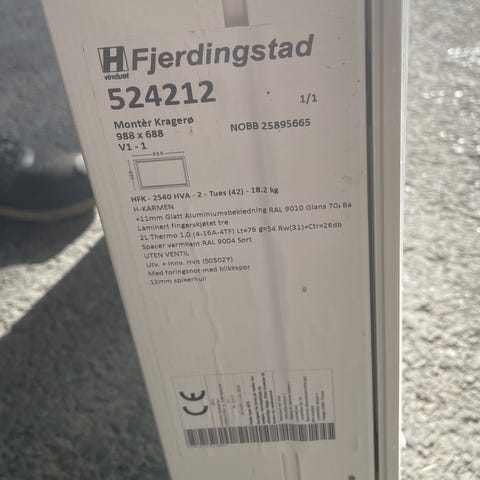 H Fjerdingstad
vinduet
524212 1/1
Montèr Kragerø NOBB 25895665
988 x 688
V1 - 1
HFK - 2540 HVA - 2 - Tues (42) - 18.2 kg
H-KARMEN
+11mm Glatt Aluminiumsbekledning RAL 9010 Glans 70, Ba
Laminert fingerskjøtet tre
2L Thermo 1.0 (4-16A-4TF) Lt=76 g=54 Rw(31)+Ctr=26db
Spacer varmkant RAL 9004 Sort
UTEN VENTIL
Utv. + innv. Hvit (S0502Y)
Med foringsnot med blikkspor
12mm spikerhull
CE